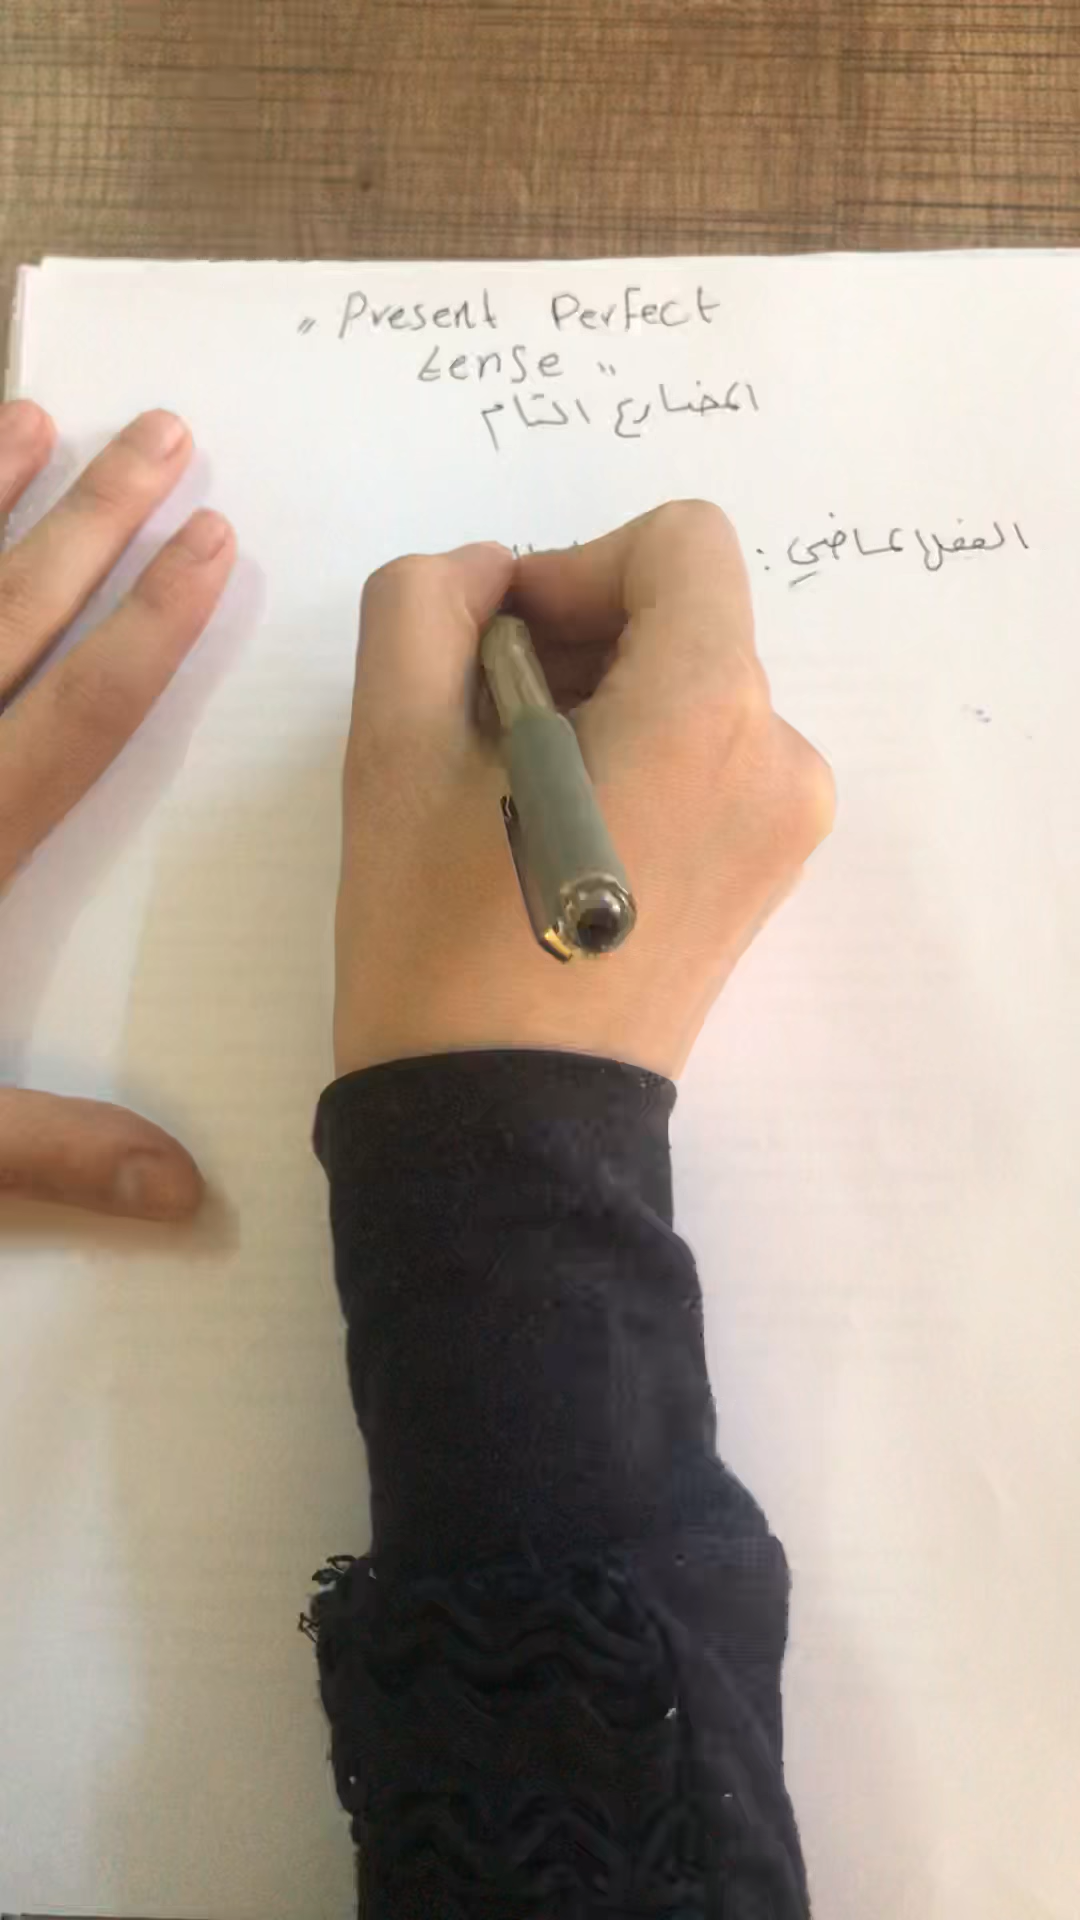 " Present Perfect
tense "
المضارع التام
الفعل الماضي :